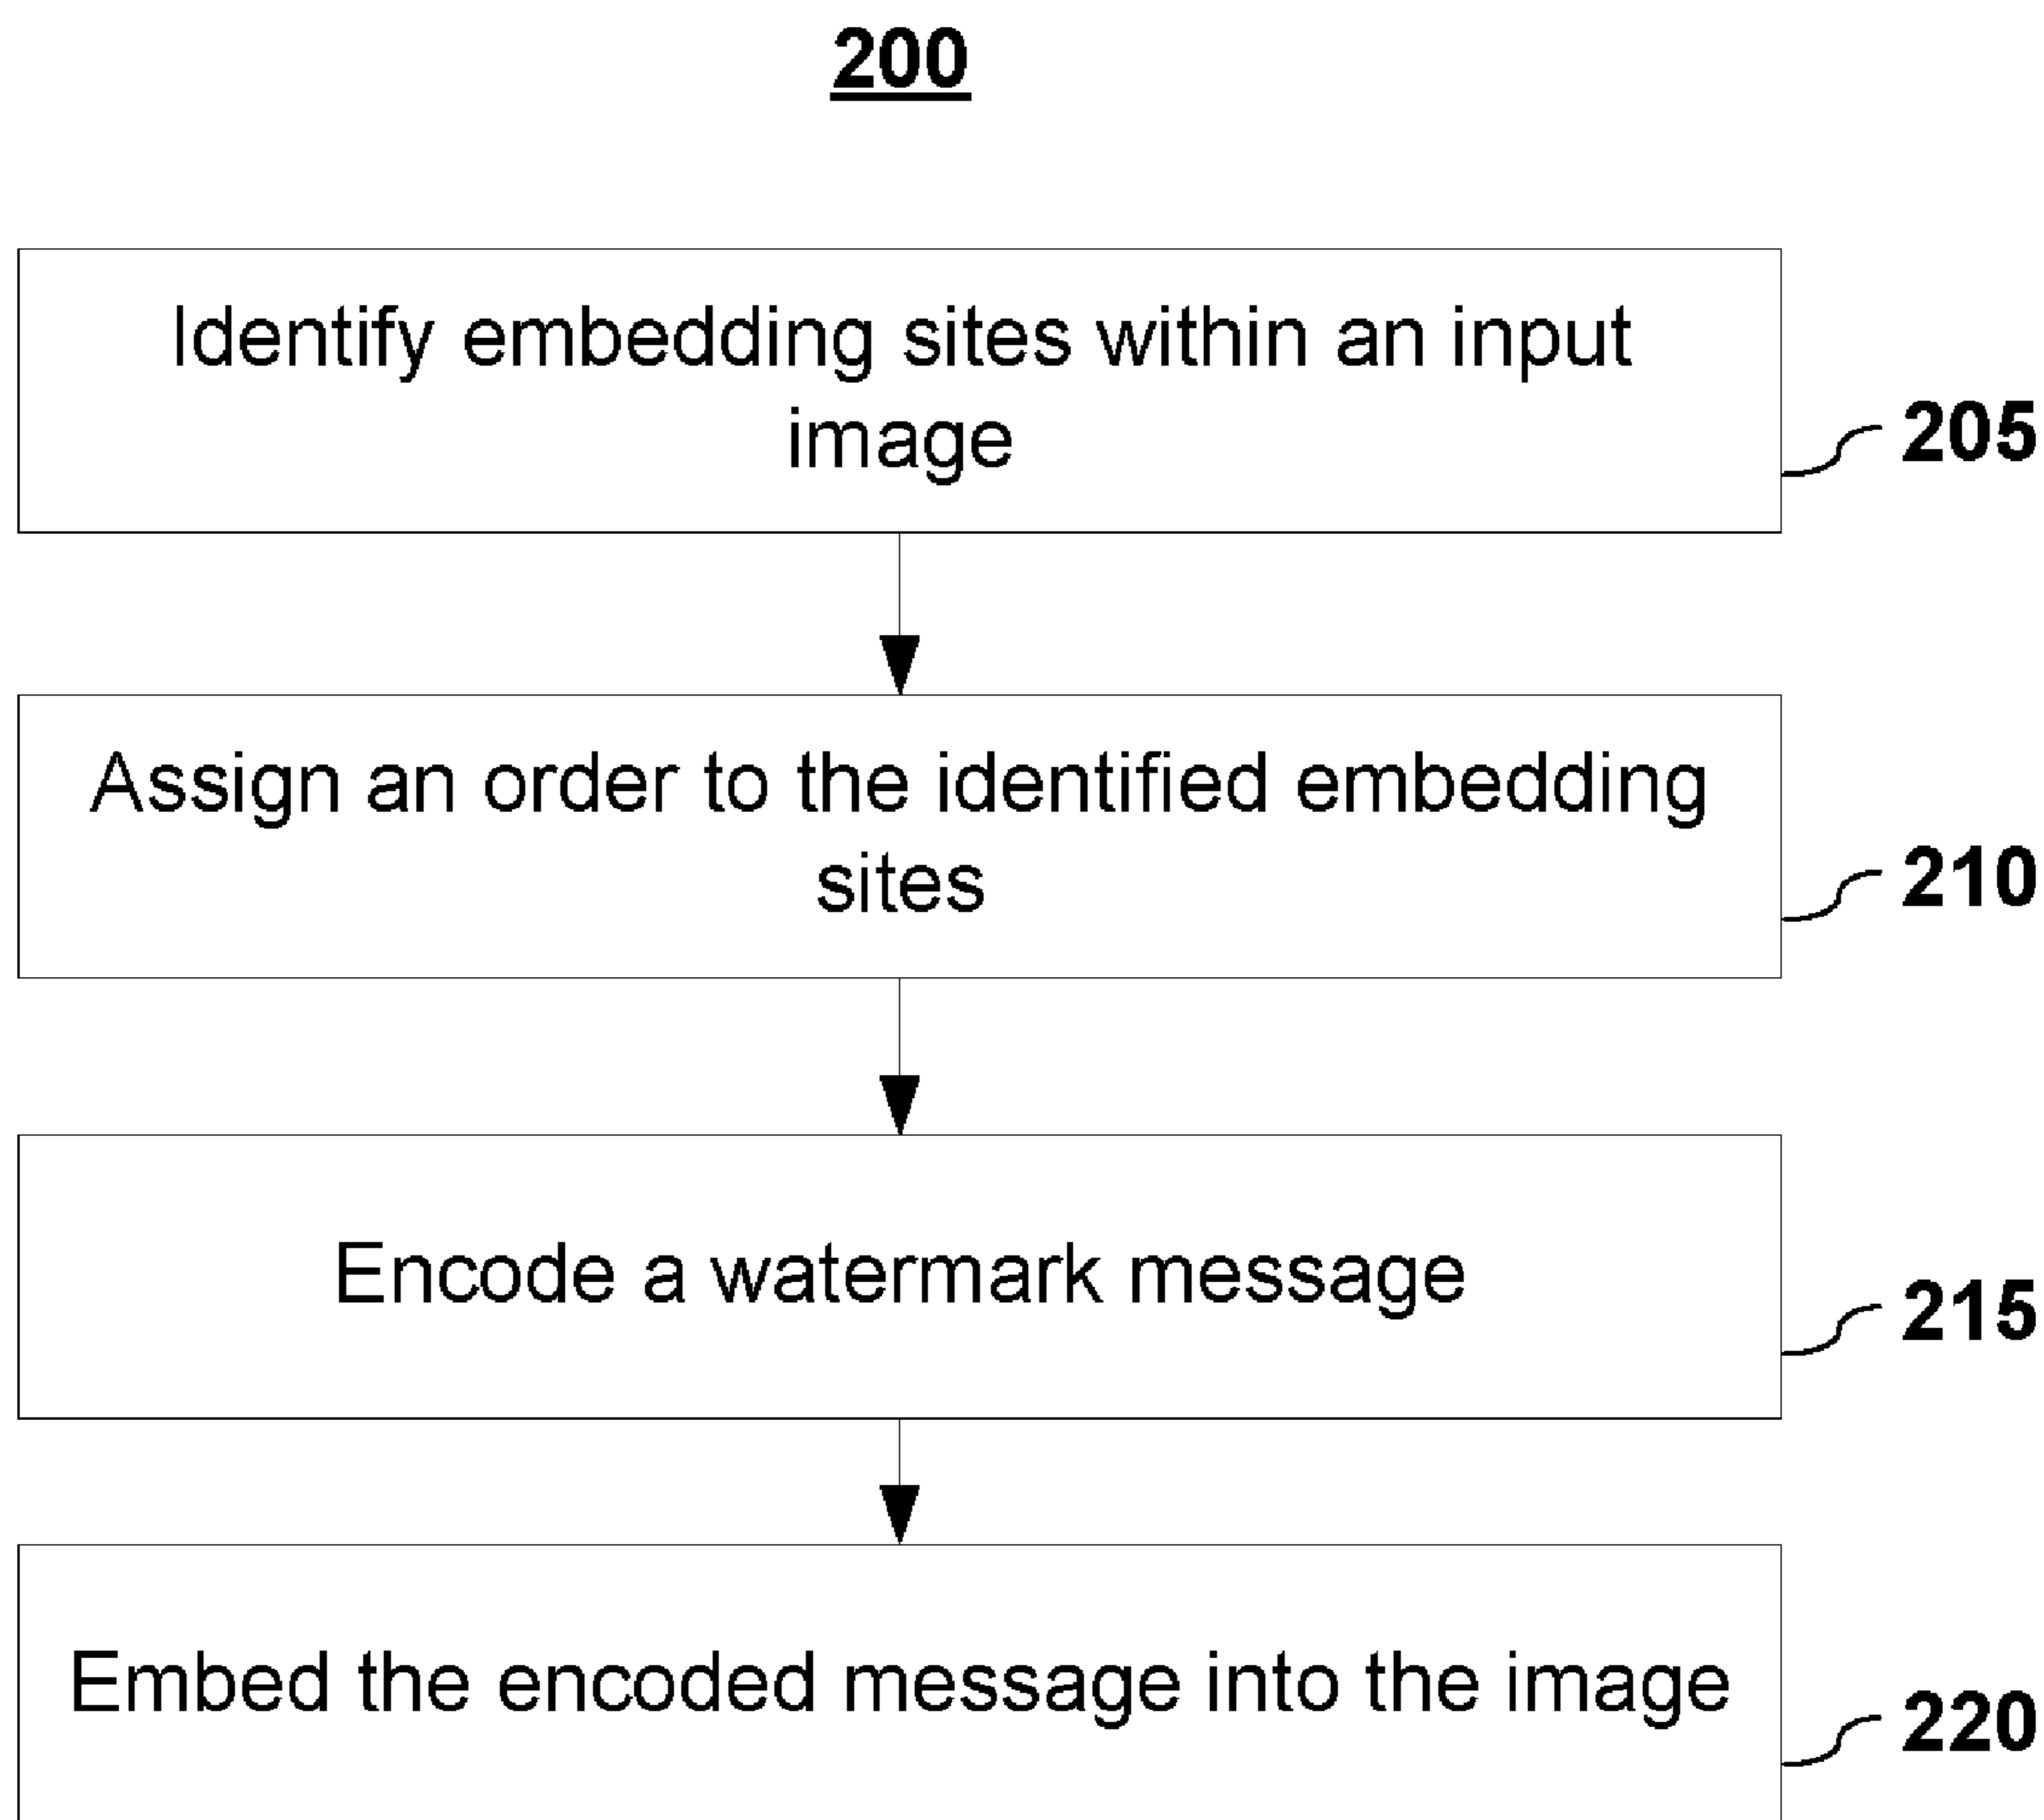 200
Identify embedding sites within an input
image
205
Assign an order to the identified embedding
sites
210
Encode a watermark message
215
Embed the encoded message into the image
220